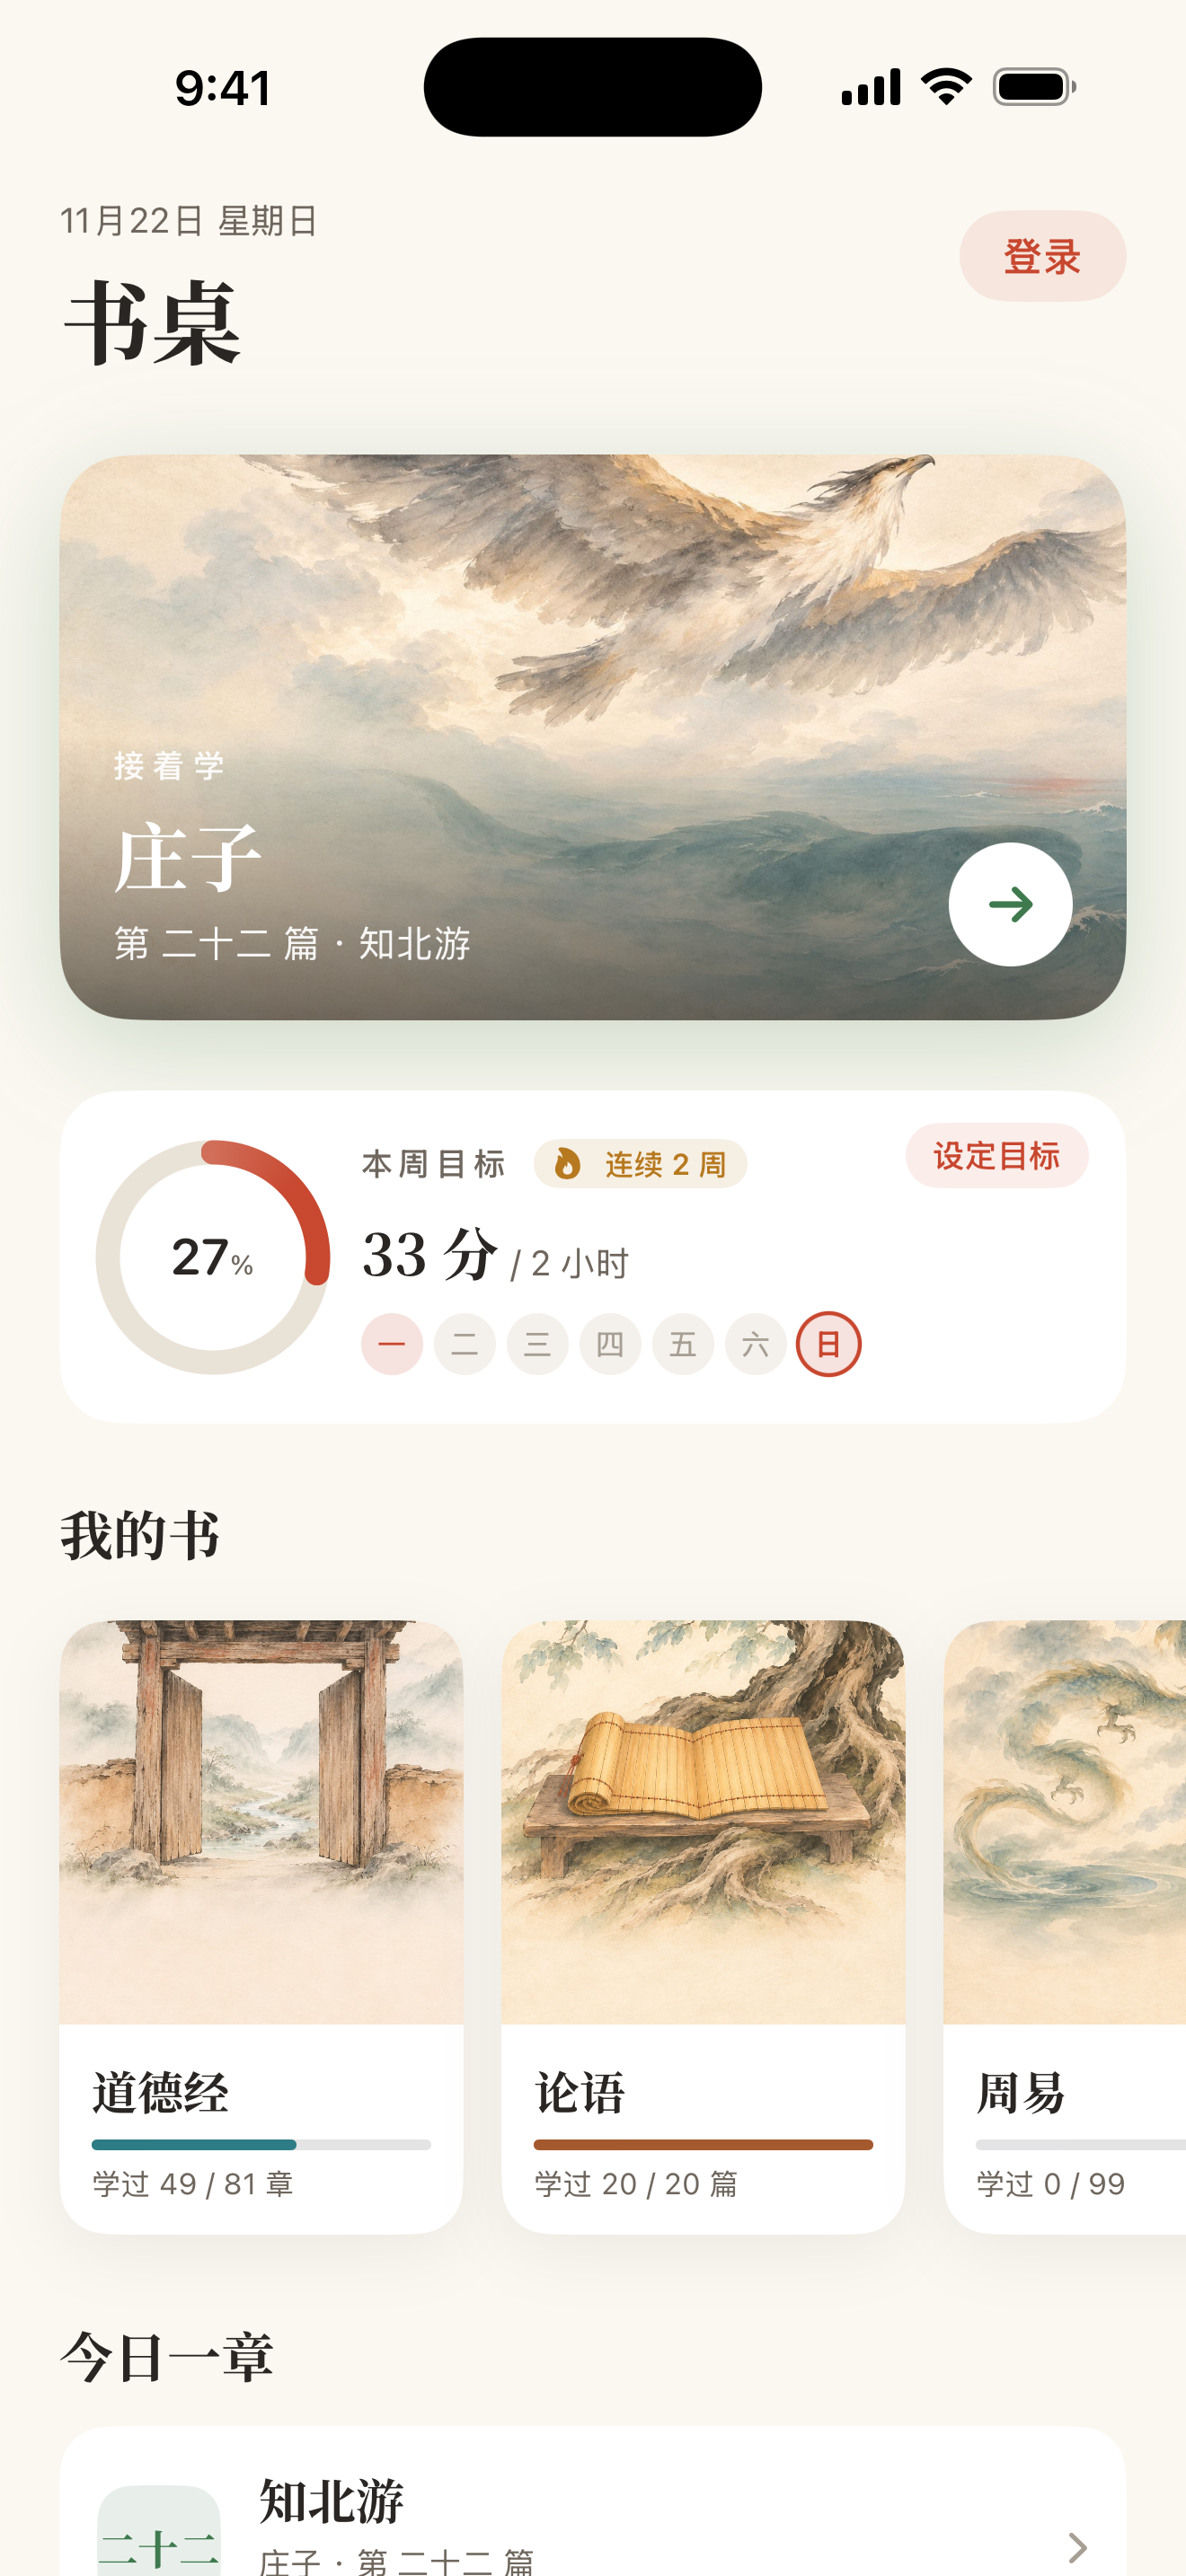 9:41
11月22日 星期日
书桌
登录
接着学
庄子
第 二十二 篇 · 知北游
27%
本周目标
连续 2 周
设定目标
33 分 / 2 小时
一 二 三 四 五 六 日
我的书
道德经
学过 49 / 81 章
论语
学过 20 / 20 篇
周易
学过 0 / 99
今日一章
二十二
知北游
庄子 · 第 二十二 篇